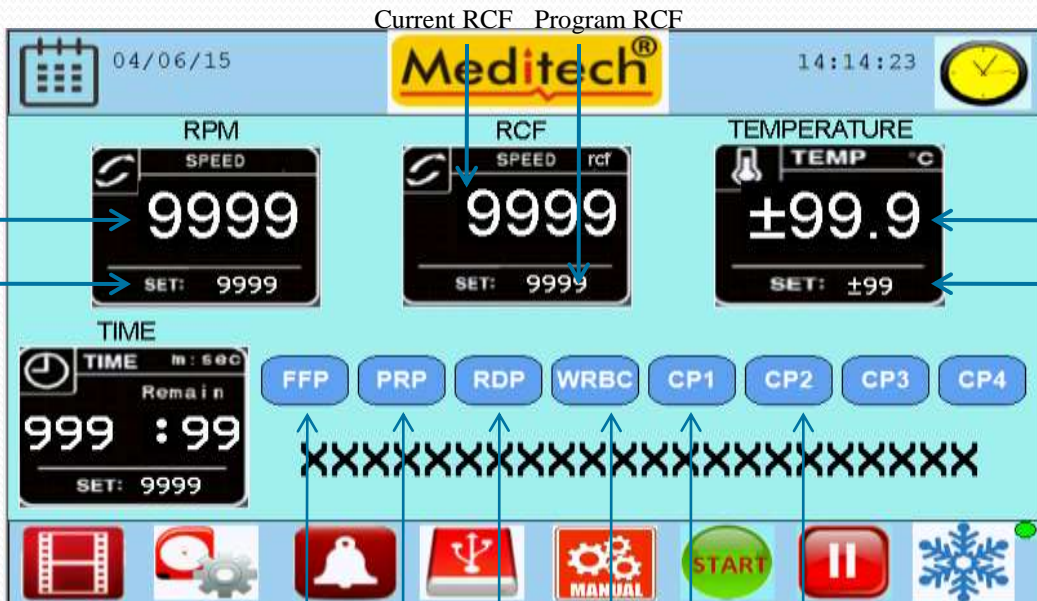 Current RCF Program RCF
04/06/15
Meditech®
14:14:23
RPM
RCF
TEMPERATURE
SPEED
SPEED rcf
TEMP °C
9999
9999
±99.9
SET: 9999
SET: 9999
SET: ±99
TIME
TIME m:sec
Remain
999 :99
SET: 9999
FFP
PRP
RDP
WRBC
CP1
CP2
CP3
CP4
XXXXXXXXXXXXXXXXXXXXXX
MANUAL
START